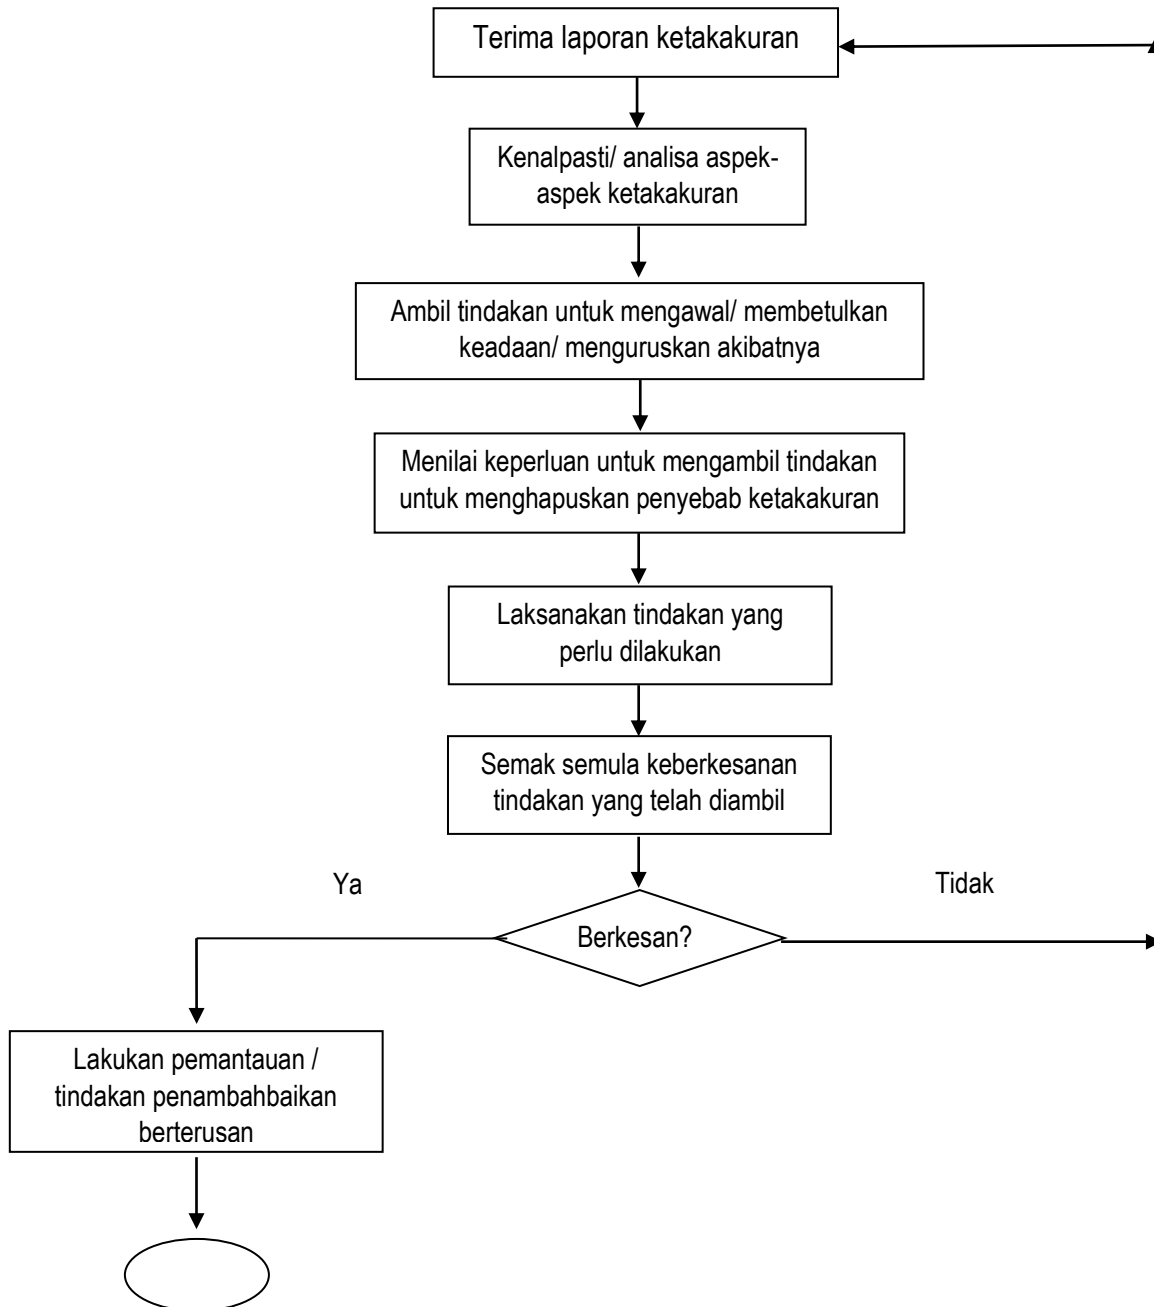 Terima laporan ketakakuran
Kenalpasti/ analisa aspek-
aspek ketakakuran
Ambil tindakan untuk mengawal/ membetulkan
keadaan/ menguruskan akibatnya
Menilai keperluan untuk mengambil tindakan
untuk menghapuskan penyebab ketakakuran
Laksanakan tindakan yang
perlu dilakukan
Semak semula keberkesanan
tindakan yang telah diambil
Ya
Tidak
Berkesan?
Lakukan pemantauan /
tindakan penambahbaikan
berterusan